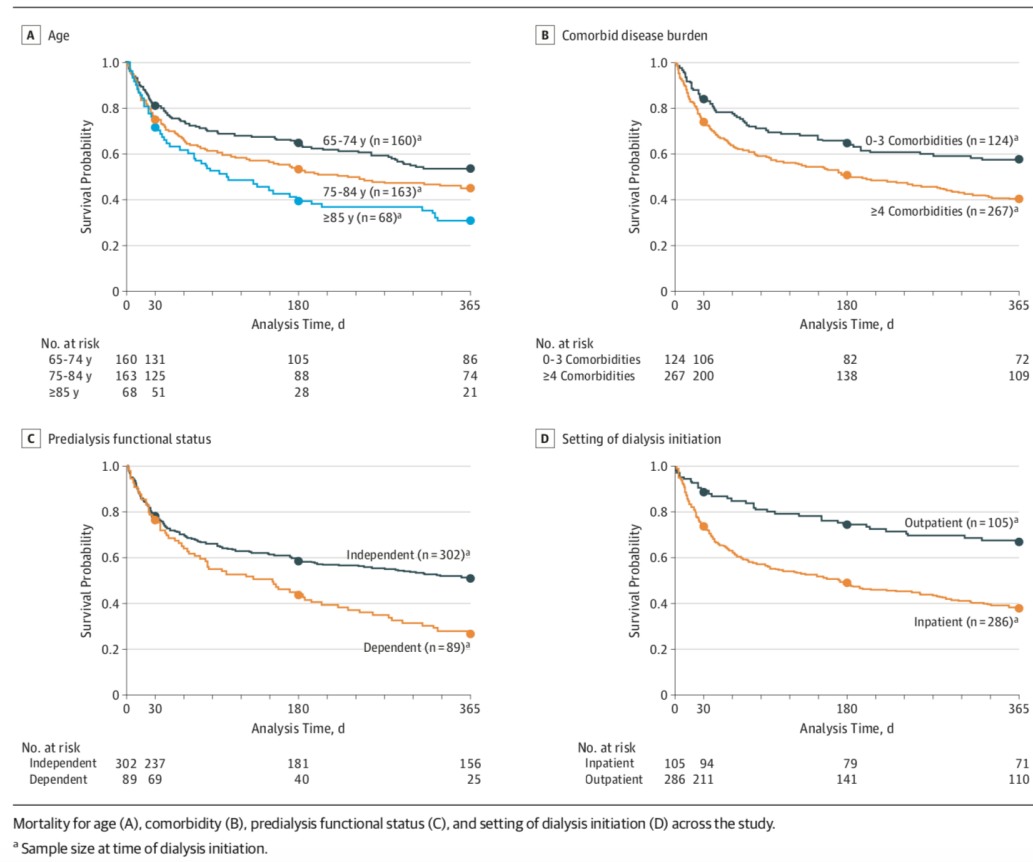 A Age
1.0
0.8
0.6
0.4
0.2
0
Survival Probability
65-74 y (n = 160)a
75-84 y (n = 163)a
≥85 y (n = 68)a
0 30 180 365
Analysis Time, d
No. at risk
65-74 y 160 131 105 86
75-84 y 163 125 88 74
≥85 y 68 51 28 21
B Comorbid disease burden
1.0
0.8
0.6
0.4
0.2
0
Survival Probability
0-3 Comorbidities (n = 124)a
≥4 Comorbidities (n = 267)a
0 30 180 365
Analysis Time, d
No. at risk
0-3 Comorbidities 124 106 82 72
≥4 Comorbidities 267 200 138 109
C Predialysis functional status
1.0
0.8
0.6
0.4
0.2
0
Survival Probability
Independent (n = 302)a
Dependent (n = 89)a
0 30 180 365
Analysis Time, d
No. at risk
Independent 302 237 181 156
Dependent 89 69 40 25
D Setting of dialysis initiation
1.0
0.8
0.6
0.4
0.2
0
Survival Probability
Outpatient (n = 105)a
Inpatient (n = 286)a
0 30 180 365
Analysis Time, d
No. at risk
Inpatient 105 94 79 71
Outpatient 286 211 141 110
Mortality for age (A), comorbidity (B), predialysis functional status (C), and setting of dialysis initiation (D) across the study.
a Sample size at time of dialysis initiation.